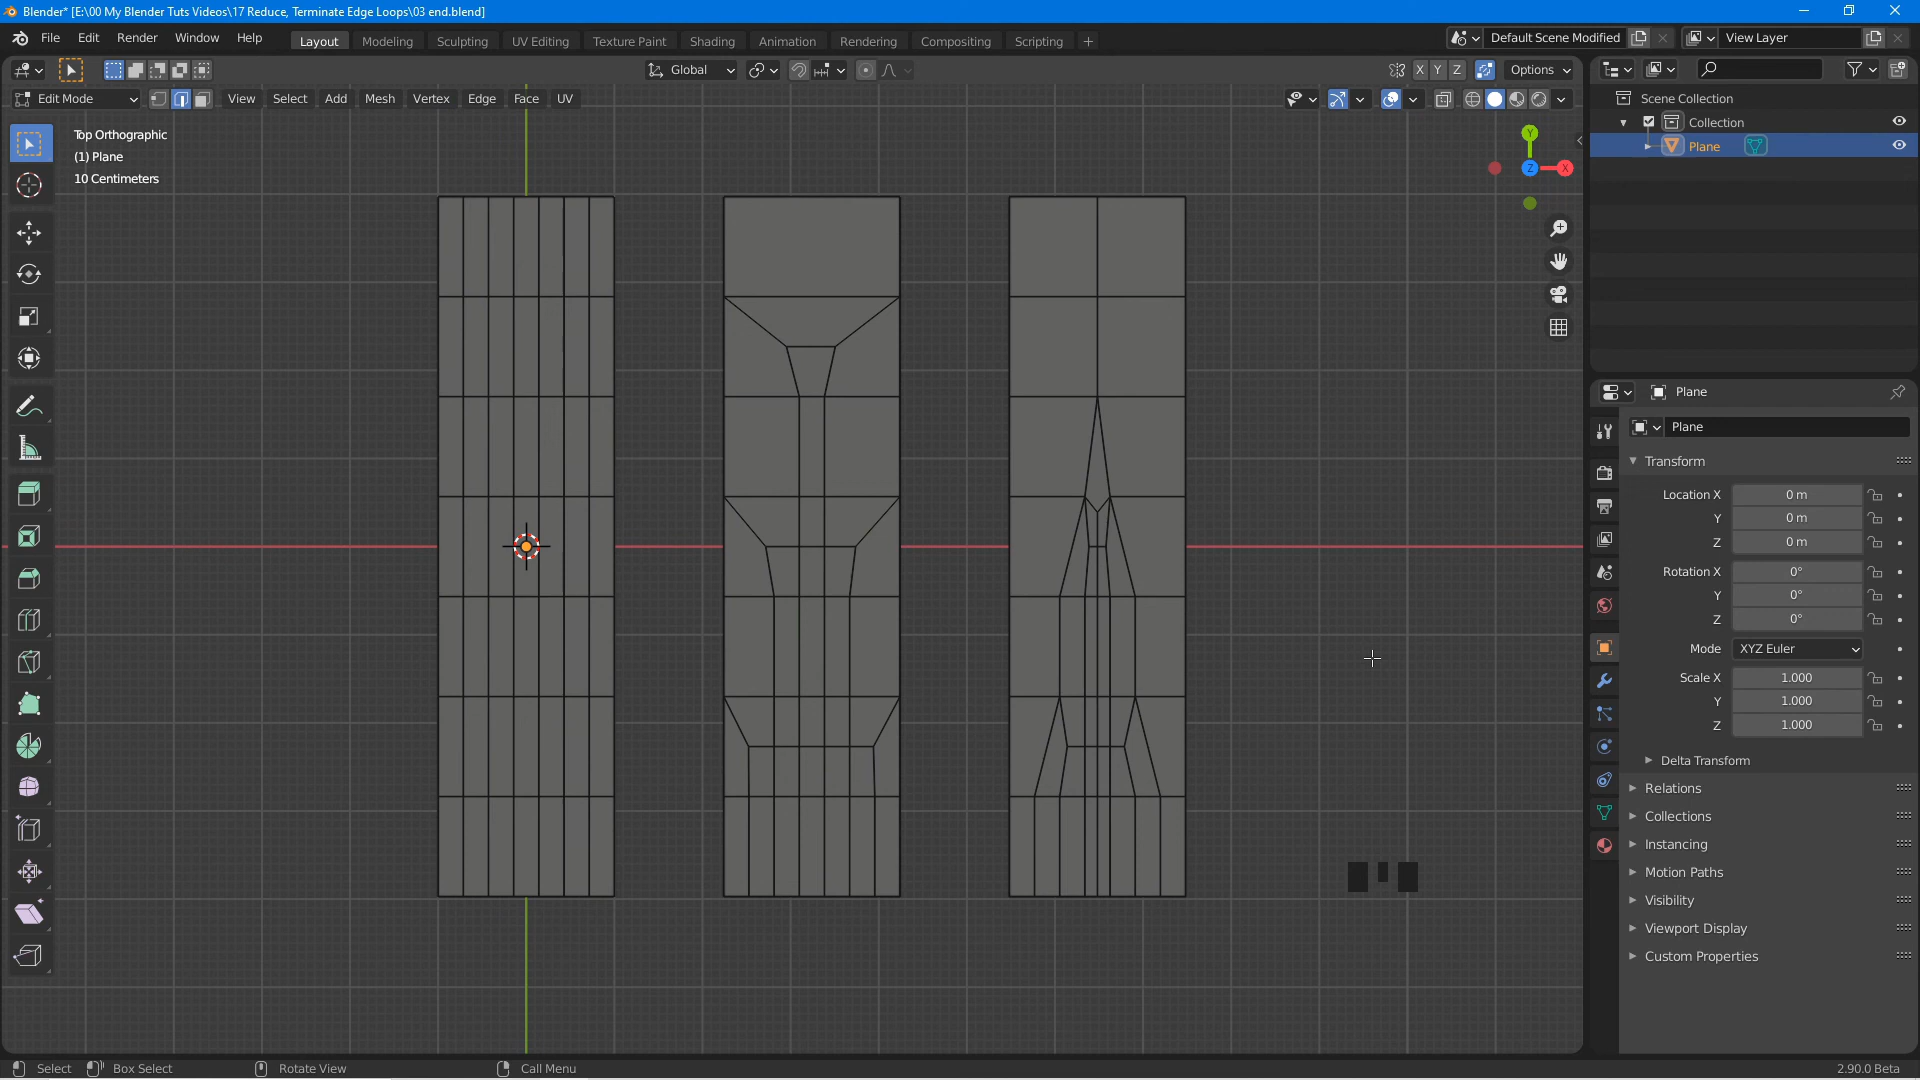 Blender* [E:\00 My Blender Tuts Videos\17 Reduce, Terminate Edge Loops\03 end.blend]
File Edit Render Window Help Layout Modeling Sculpting UV Editing Texture Paint Shading Animation Rendering Compositing Scripting + Default Scene Modified View Layer
Global X Y Z Options
Edit Mode View Select Add Mesh Vertex Edge Face UV
Top Orthographic
(1) Plane
10 Centimeters
Y
Z X
Scene Collection
Collection
Plane
Plane
Plane
Transform
Location X 0 m
Y 0 m
Z 0 m
Rotation X 0°
Y 0°
Z 0°
Mode XYZ Euler
Scale X 1.000
Y 1.000
Z 1.000
Delta Transform
Relations
Collections
Instancing
Motion Paths
Visibility
Viewport Display
Custom Properties
Select Box Select Rotate View Call Menu 2.90.0 Beta